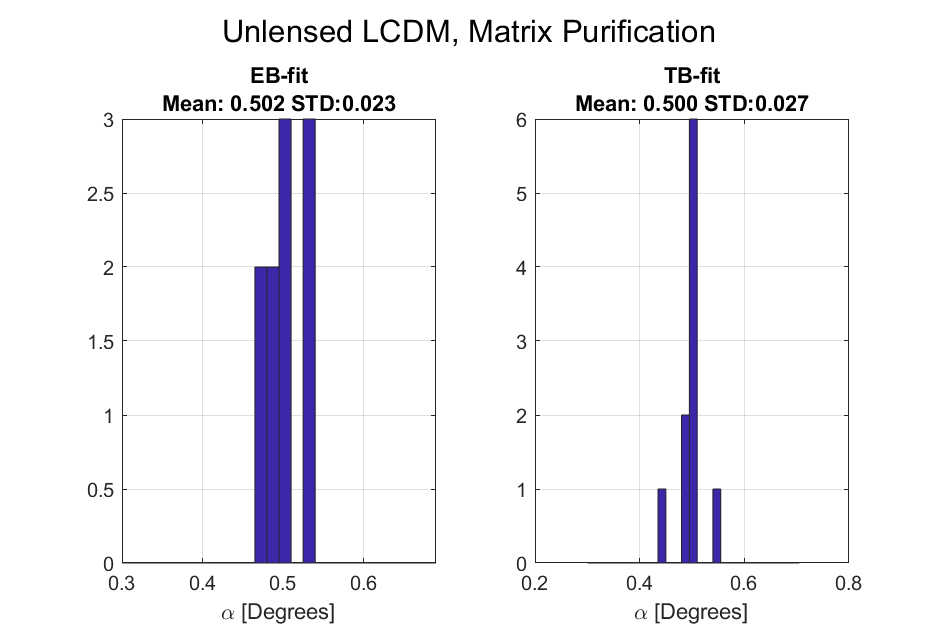 Unlensed LCDM, Matrix Purification
EB-fit
Mean: 0.502 STD:0.023
3
2.5
2
1.5
1
0.5
0
0.3 0.4 0.5 0.6
α [Degrees]
TB-fit
Mean: 0.500 STD:0.027
6
5
4
3
2
1
0
0.2 0.4 0.6 0.8
α [Degrees]